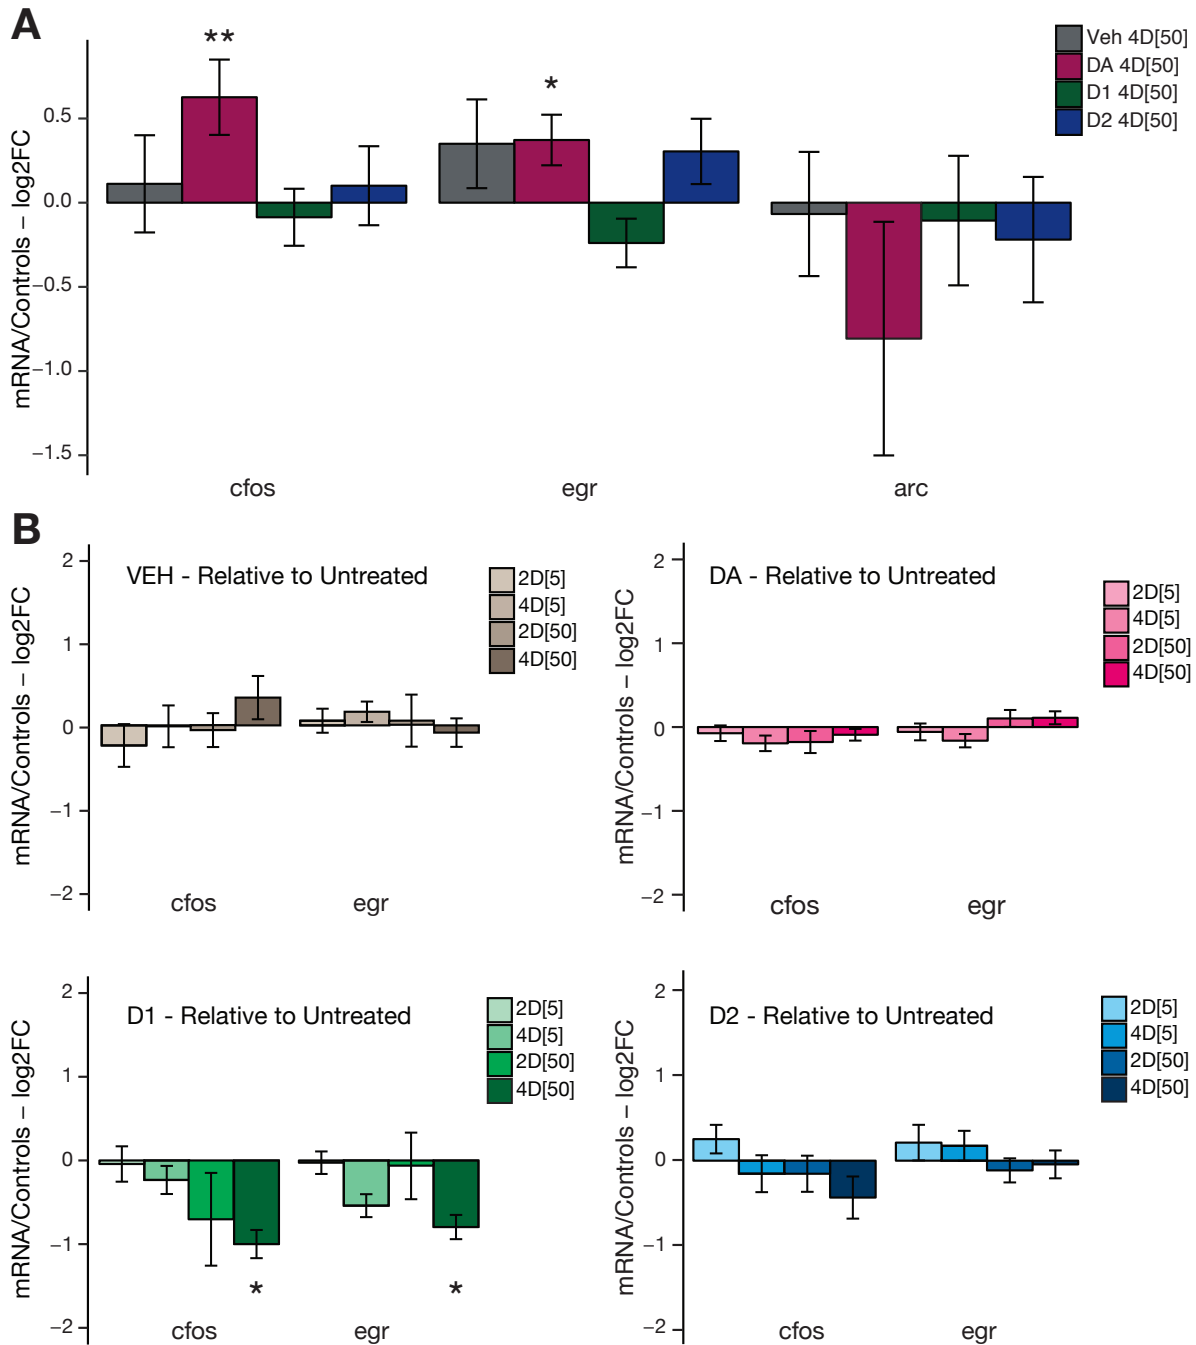 A
**
*
Veh 4D[50]
DA 4D[50]
D1 4D[50]
D2 4D[50]
mRNA/Controls – log2FC
0.5
0.0
−0.5
−1.0
−1.5
cfos egr arc
B
VEH - Relative to Untreated
2D[5]
4D[5]
2D[50]
4D[50]
mRNA/Controls – log2FC
2
1
0
−1
−2
cfos egr
DA - Relative to Untreated
2D[5]
4D[5]
2D[50]
4D[50]
mRNA/Controls – log2FC
2
1
0
−1
−2
cfos egr
D1 - Relative to Untreated
2D[5]
4D[5]
2D[50]
4D[50]
mRNA/Controls – log2FC
2
1
0
−1
−2
* *
cfos egr
D2 - Relative to Untreated
2D[5]
4D[5]
2D[50]
4D[50]
mRNA/Controls – log2FC
2
1
0
−1
−2
cfos egr